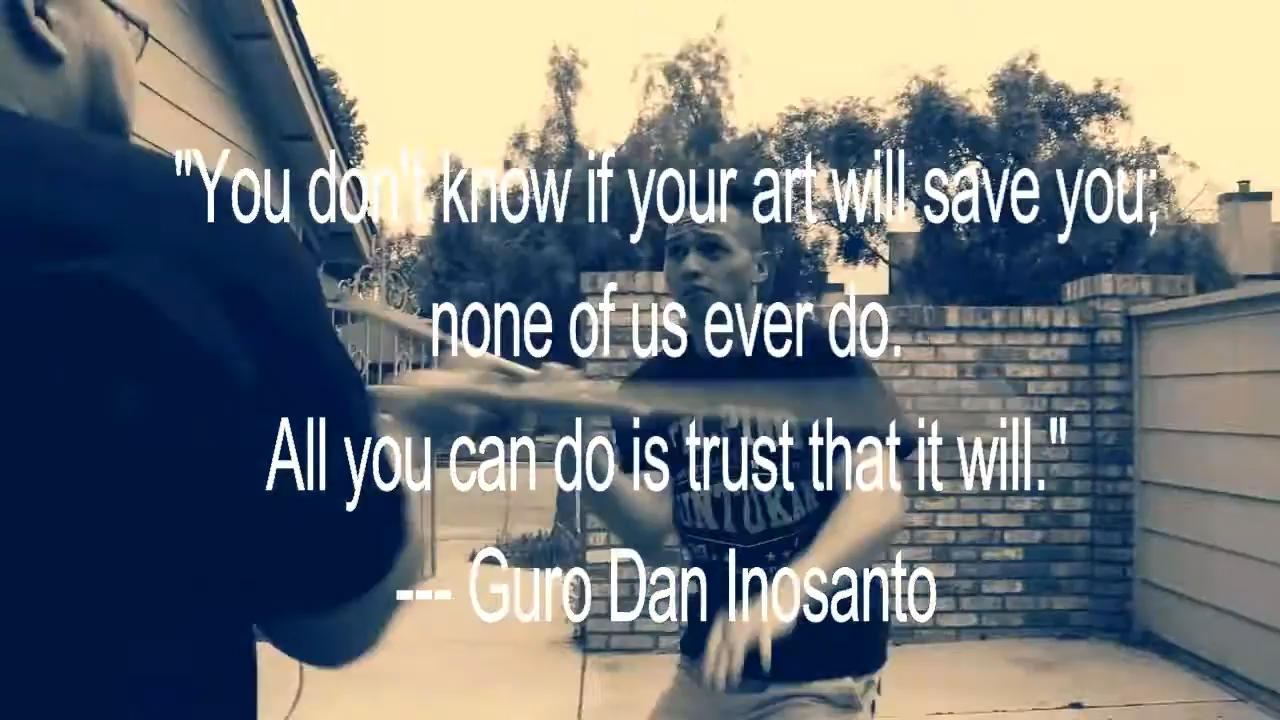 "You don't know if your art will save you;
none of us ever do.
All you can do is trust that it will."
--- Guro Dan Inosanto